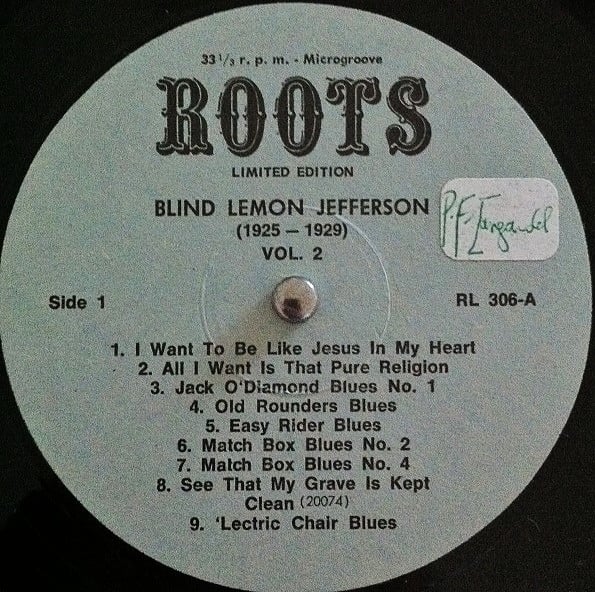 33 1/3 r. p. m. - Microgroove
ROOTS
LIMITED EDITION
BLIND LEMON JEFFERSON
(1925 – 1929)
VOL. 2
P.F.
Side 1
RL 306-A
1. I Want To Be Like Jesus In My Heart
2. All I Want Is That Pure Religion
3. Jack O'Diamond Blues No. 1
4. Old Rounders Blues
5. Easy Rider Blues
6. Match Box Blues No. 2
7. Match Box Blues No. 4
8. See That My Grave Is Kept
Clean (20074)
9. 'Lectric Chair Blues